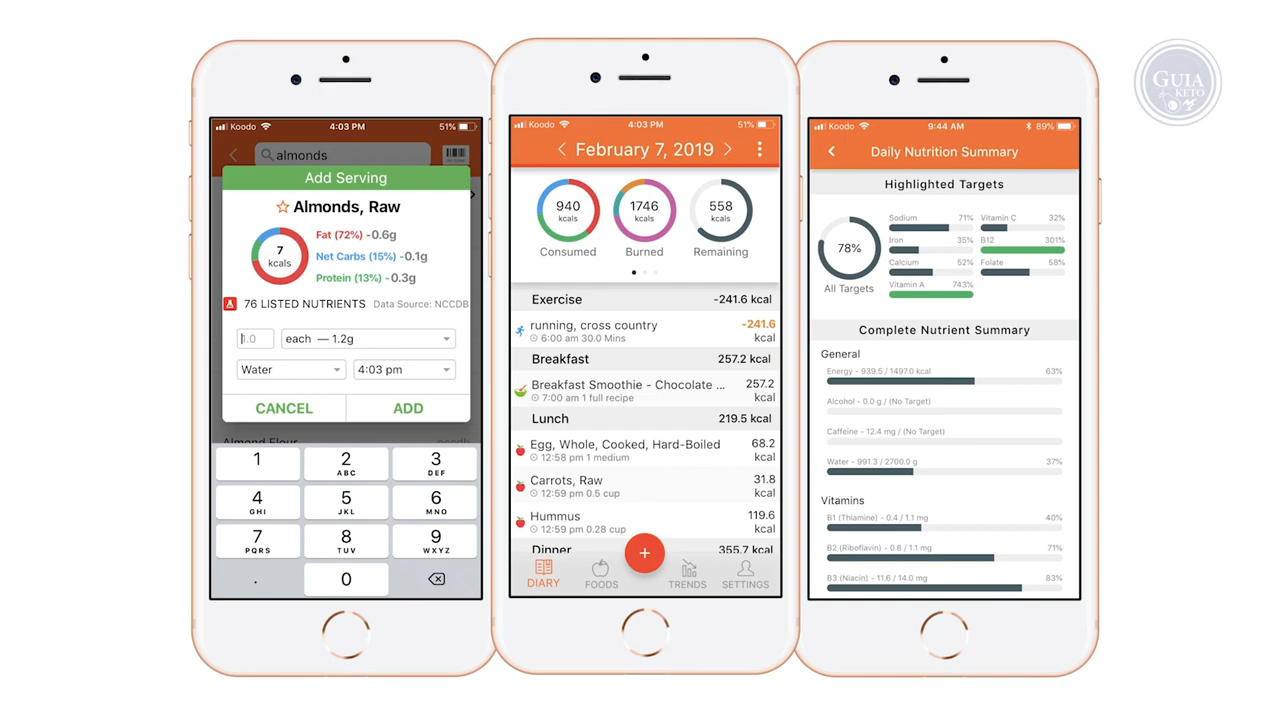 GUIA
KETO
Koodo 4:03 PM 51%
almonds
Add Serving
Almonds, Raw
7
kcals
Fat (72%) - 0.6g
Net Carbs (15%) - 0.1g
Protein (13%) - 0.3g
76 LISTED NUTRIENTS Data Source: NCCDB
1.0 each — 1.2g
Water 4:03 pm
CANCEL ADD
Almond Flour nccdb
1 2 3
ABC DEF
4 5 6
GHI JKL MNO
7 8 9
PQRS TUV WXYZ
. 0
Koodo 4:03 PM 51%
February 7, 2019
940 1746 558
kcals kcals kcals
Consumed Burned Remaining
Exercise -241.6 kcal
running, cross country -241.6
6:00 am 30.0 Mins kcal
Breakfast 257.2 kcal
Breakfast Smoothie - Chocolate ... 257.2
7:00 am 1 full recipe kcal
Lunch 219.5 kcal
Egg, Whole, Cooked, Hard-Boiled 68.2
12:58 pm 1 medium kcal
Carrots, Raw 31.8
12:59 pm 0.5 cup kcal
Hummus 119.6
12:59 pm 0.28 cup kcal
Dinner 355.7 kcal
+
DIARY FOODS TRENDS SETTINGS
Koodo 9:44 AM 89%
Daily Nutrition Summary
Highlighted Targets
78%
All Targets
Sodium 71% Vitamin C 32%
Iron 35% B12 301%
Calcium 52% Folate 58%
Vitamin A 743%
Complete Nutrient Summary
General
Energy - 939.5 / 1497.0 kcal 63%
Alcohol - 0.0 g / (No Target)
Caffeine - 12.4 mg / (No Target)
Water - 991.3 / 2700.0 g 37%
Vitamins
B1 (Thiamine) - 0.4 / 1.1 mg 40%
B2 (Riboflavin) - 0.8 / 1.1 mg 71%
B3 (Niacin) - 11.6 / 14.0 mg 83%